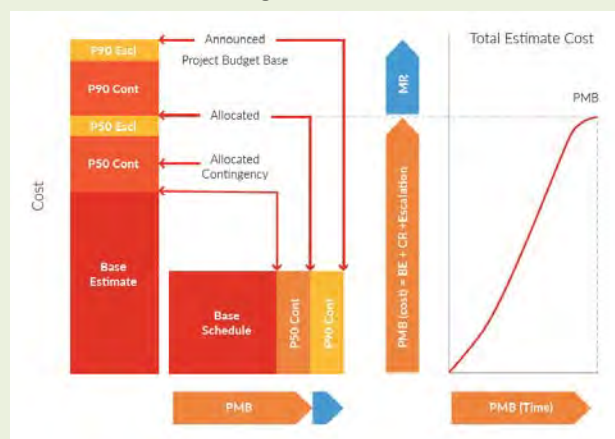 P90 Escl
P90 Cont
P50 Escl
P50 Cont
Base
Estimate
Cost
Announced
Project Budget Base
Allocated
Allocated
Contingency
Base
Schedule
P50 Cont
P90 Cont
PMB
MR
PMB (cost) = BE + CR +Escalation
Total Estimate Cost
PMB
PMB (Time)